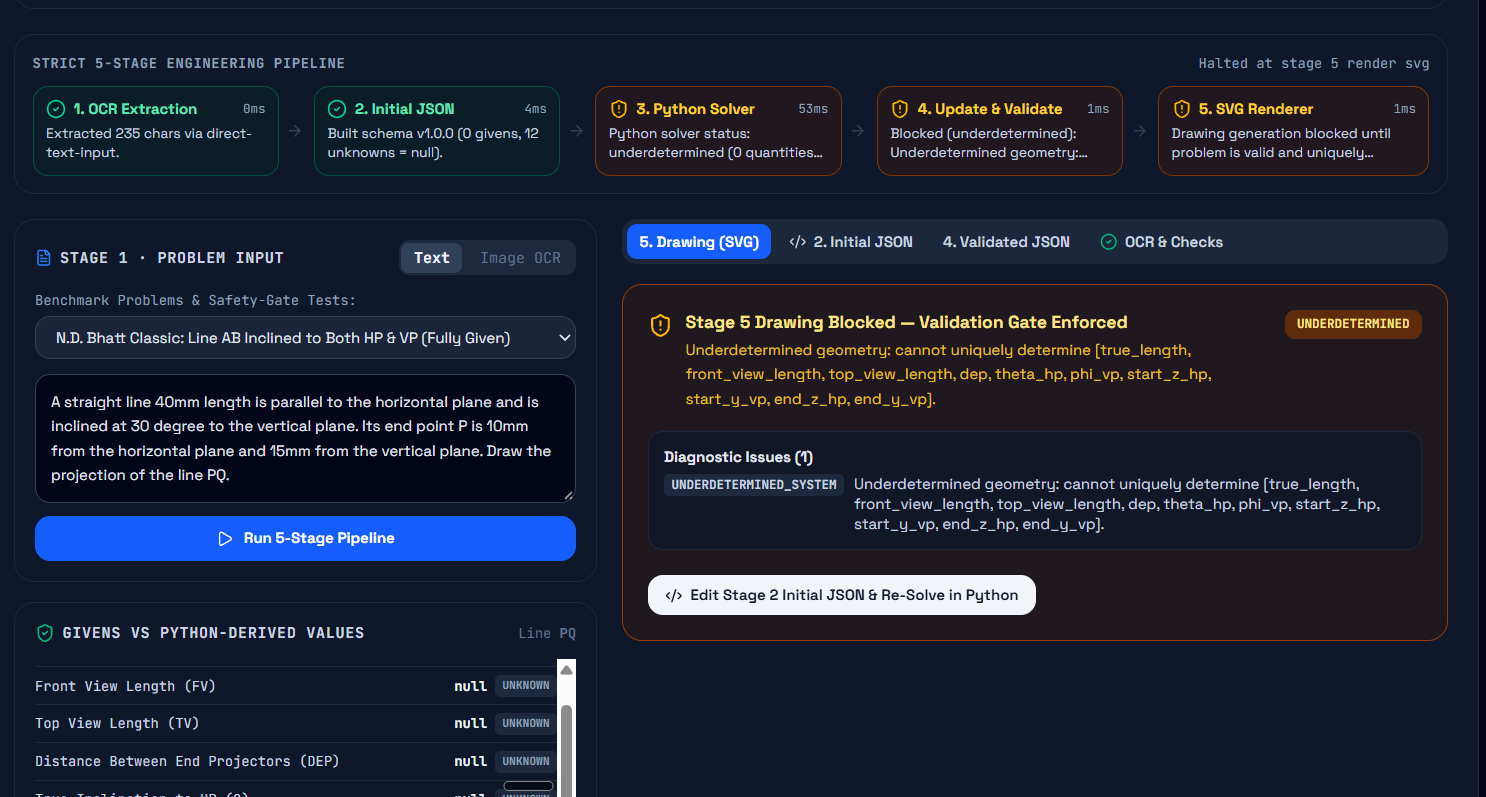 STRICT 5-STAGE ENGINEERING PIPELINE
Halted at stage 5 render svg
1. OCR Extraction
0ms
Extracted 235 chars via direct-
text-input.
2. Initial JSON
4ms
Built schema v1.0.0 (0 givens, 12
unknowns = null).
3. Python Solver
53ms
Python solver status:
underdetermined (0 quantities...
4. Update & Validate
1ms
Blocked (underdetermined):
Underdetermined geometry:...
5. SVG Renderer
1ms
Drawing generation blocked until
problem is valid and uniquely...
STAGE 1 · PROBLEM INPUT
Text
Image OCR
Benchmark Problems & Safety-Gate Tests:
N.D. Bhatt Classic: Line AB Inclined to Both HP & VP (Fully Given)
A straight line 40mm length is parallel to the horizontal plane and is
inclined at 30 degree to the vertical plane. Its end point P is 10mm
from the horizontal plane and 15mm from the vertical plane. Draw the
projection of the line PQ.
Run 5-Stage Pipeline
GIVENS VS PYTHON-DERIVED VALUES
Line PQ
Front View Length (FV)
null
UNKNOWN
Top View Length (TV)
null
UNKNOWN
Distance Between End Projectors (DEP)
null
UNKNOWN
5. Drawing (SVG)
</> 2. Initial JSON
4. Validated JSON
OCR & Checks
Stage 5 Drawing Blocked — Validation Gate Enforced
UNDERDETERMINED
Underdetermined geometry: cannot uniquely determine [true_length,
front_view_length, top_view_length, dep, theta_hp, phi_vp, start_z_hp,
start_y_vp, end_z_hp, end_y_vp].
Diagnostic Issues (1)
UNDERDETERMINED_SYSTEM
Underdetermined geometry: cannot uniquely determine [true_length,
front_view_length, top_view_length, dep, theta_hp, phi_vp, start_z_hp,
start_y_vp, end_z_hp, end_y_vp].
</> Edit Stage 2 Initial JSON & Re-Solve in Python